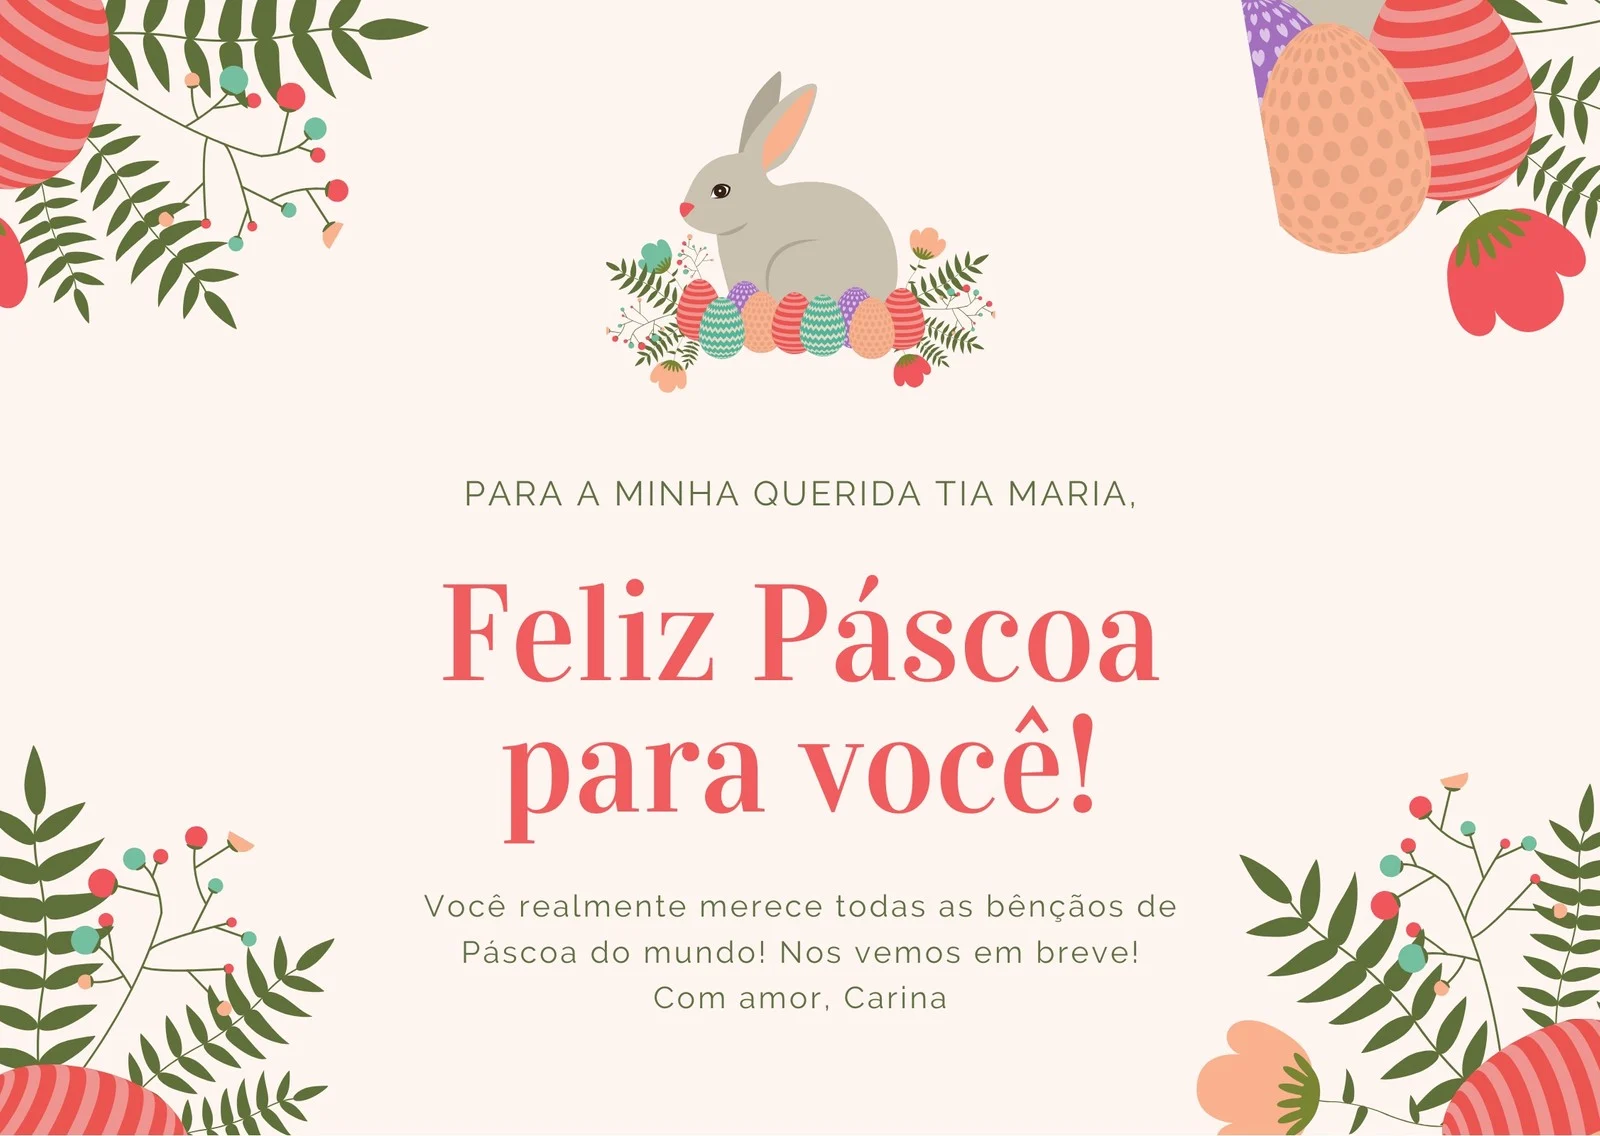 PARA A MINHA QUERIDA TIA MARIA,
Feliz Páscoa
para você!
Você realmente merece todas as bênçãos de
Páscoa do mundo! Nos vemos em breve!
Com amor, Carina